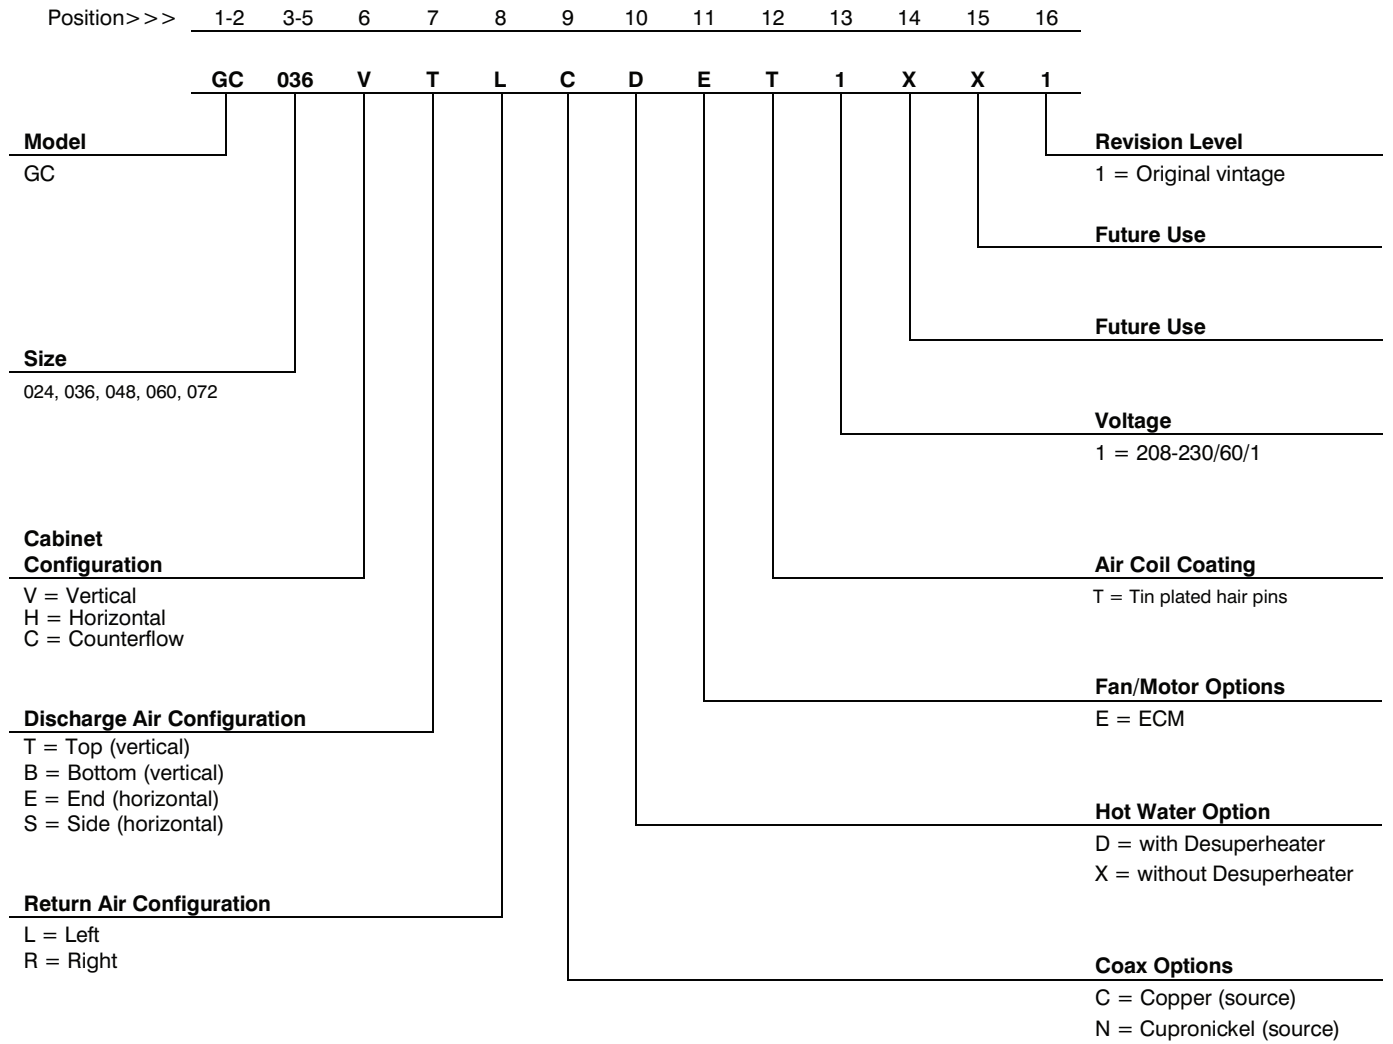 Position>>> 1-2 3-5 6 7 8 9 10 11 12 13 14 15 16
GC 036 V T L C D E T 1 X X 1
Model
GC
Size
024, 036, 048, 060, 072
Cabinet
Configuration
V = Vertical
H = Horizontal
C = Counterflow
Discharge Air Configuration
T = Top (vertical)
B = Bottom (vertical)
E = End (horizontal)
S = Side (horizontal)
Return Air Configuration
L = Left
R = Right
Revision Level
1 = Original vintage
Future Use
Future Use
Voltage
1 = 208-230/60/1
Air Coil Coating
T = Tin plated hair pins
Fan/Motor Options
E = ECM
Hot Water Option
D = with Desuperheater
X = without Desuperheater
Coax Options
C = Copper (source)
N = Cupronickel (source)